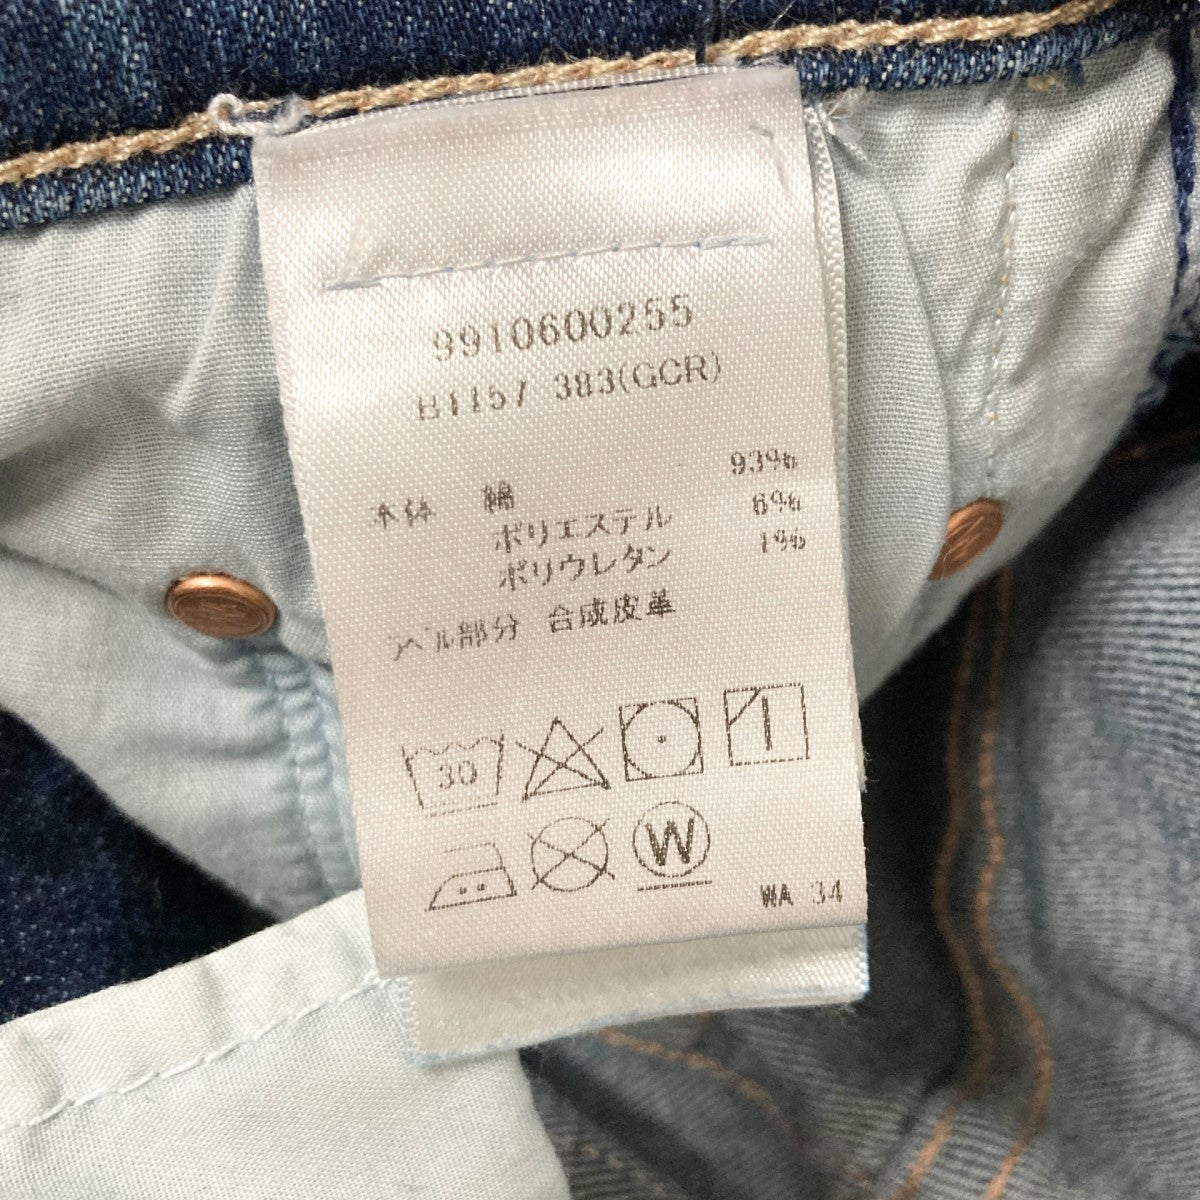 9910600255
B1157 383(GCR)
本体 綿 93%
ポリエステル 6%
ポリウレタン 1%
ラベル部分 合成皮革
30
W
WA 34